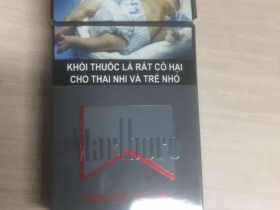 KHÓI THUỐC LÁ RẤT CÓ HẠI
CHO THAI NHI VÀ TRẺ NHỎ
Marlboro